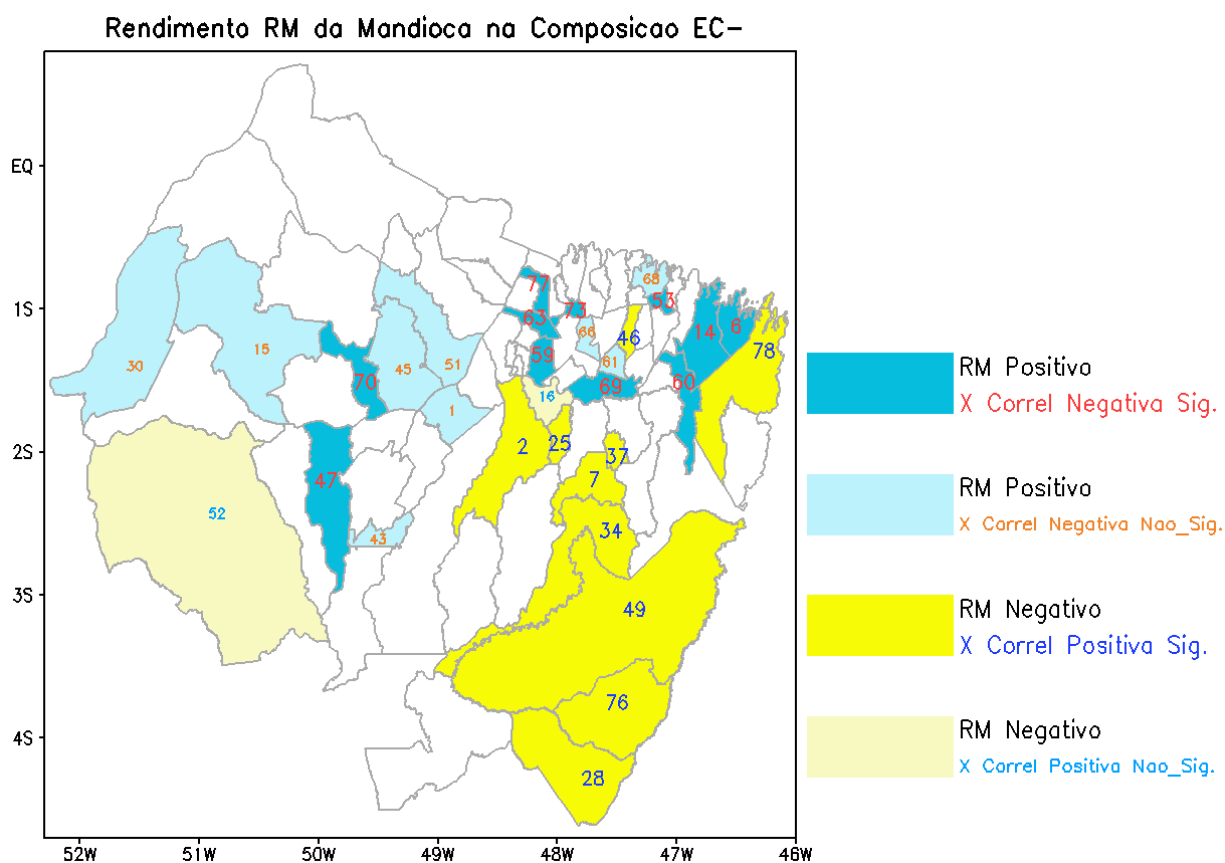 Rendimento RM da Mandioca na Composicao EC-
EQ
1S
2S
3S
4S
52W
51W
50W
49W
48W
47W
46W
77
68
73
53
63
14
6
66
46
78
15
30
59
51
45
61
70
60
69
16
1
2
25
37
47
7
52
34
43
49
76
28
RM Positivo
X Correl Negativa Sig.
RM Positivo
X Correl Negativa Nao_Sig.
RM Negativo
X Correl Positiva Sig.
RM Negativo
X Correl Positiva Nao_Sig.